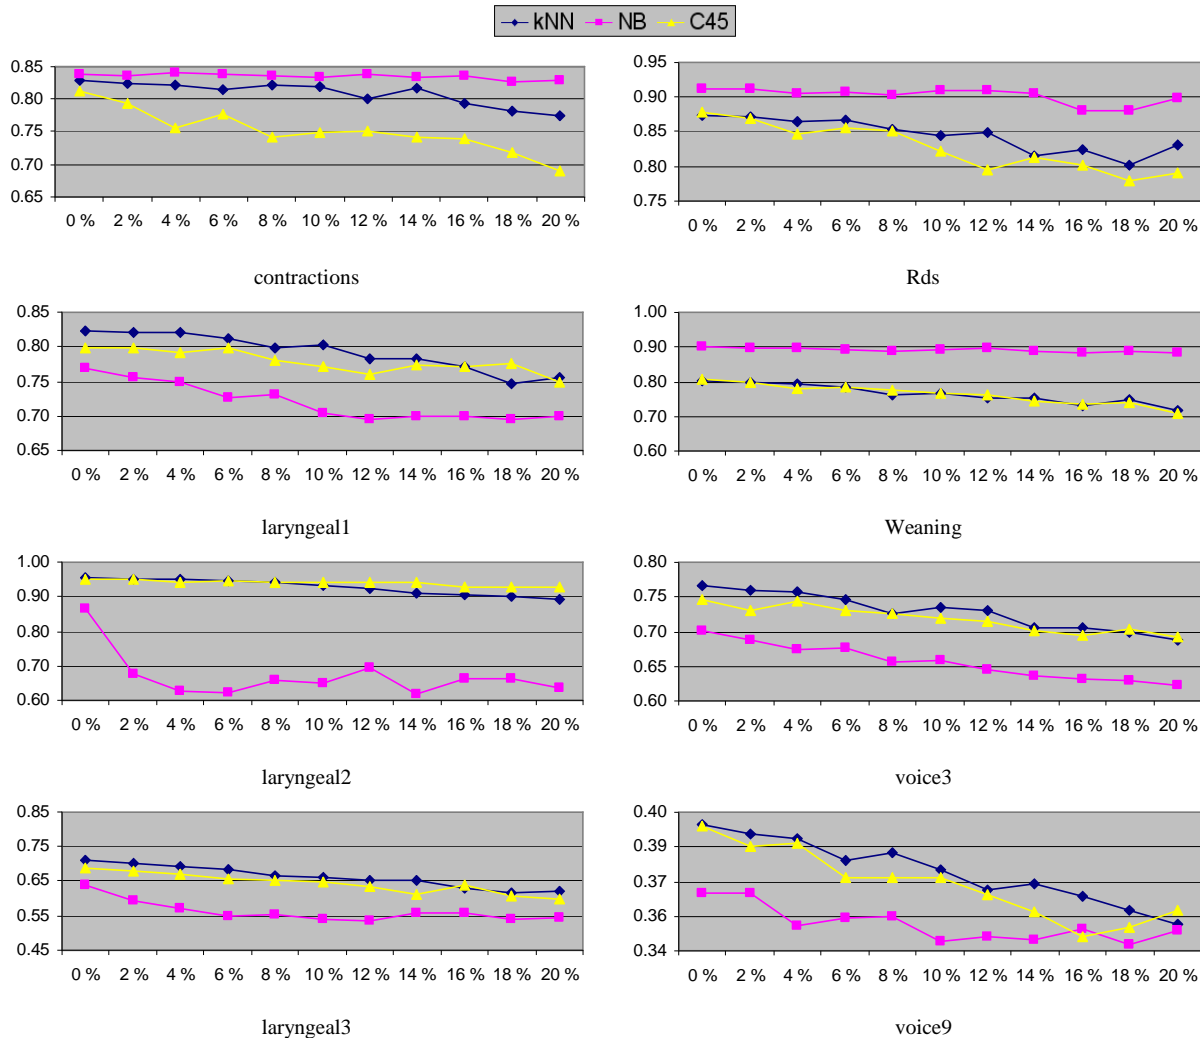 kNN NB C45
0.85
0.80
0.75
0.70
0.65
0 % 2 % 4 % 6 % 8 % 10 % 12 % 14 % 16 % 18 % 20 %
contractions
0.95
0.90
0.85
0.80
0.75
0 % 2 % 4 % 6 % 8 % 10 % 12 % 14 % 16 % 18 % 20 %
Rds
0.85
0.80
0.75
0.70
0.65
0 % 2 % 4 % 6 % 8 % 10 % 12 % 14 % 16 % 18 % 20 %
laryngeal1
1.00
0.90
0.80
0.70
0.60
0 % 2 % 4 % 6 % 8 % 10 % 12 % 14 % 16 % 18 % 20 %
Weaning
1.00
0.90
0.80
0.70
0.60
0 % 2 % 4 % 6 % 8 % 10 % 12 % 14 % 16 % 18 % 20 %
laryngeal2
0.80
0.75
0.70
0.65
0.60
0 % 2 % 4 % 6 % 8 % 10 % 12 % 14 % 16 % 18 % 20 %
voice3
0.85
0.75
0.65
0.55
0.45
0 % 2 % 4 % 6 % 8 % 10 % 12 % 14 % 16 % 18 % 20 %
laryngeal3
0.40
0.39
0.37
0.36
0.34
0 % 2 % 4 % 6 % 8 % 10 % 12 % 14 % 16 % 18 % 20 %
voice9